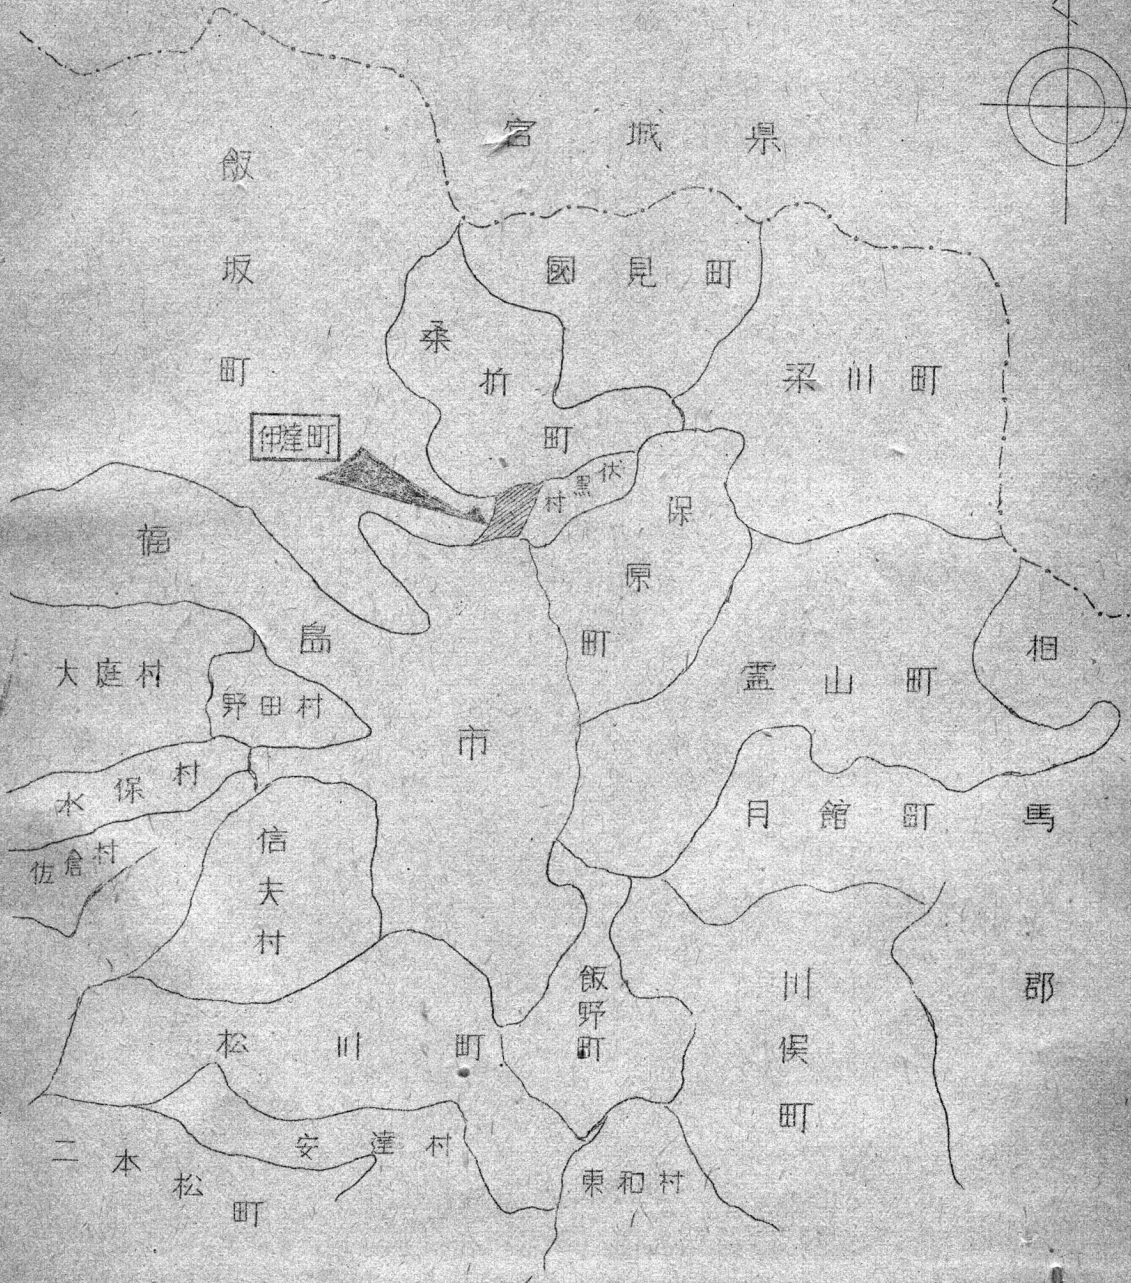 宮城県
飯坂町
國見町
桑折町
梁川町
伊達町
伏黒村
保原町
福島市
大庭村
野田村
水保村
佐倉村
信夫村
霊山町
相馬郡
月館町
飯野町
川俣町
松川町
安達村
二本松町
東和村